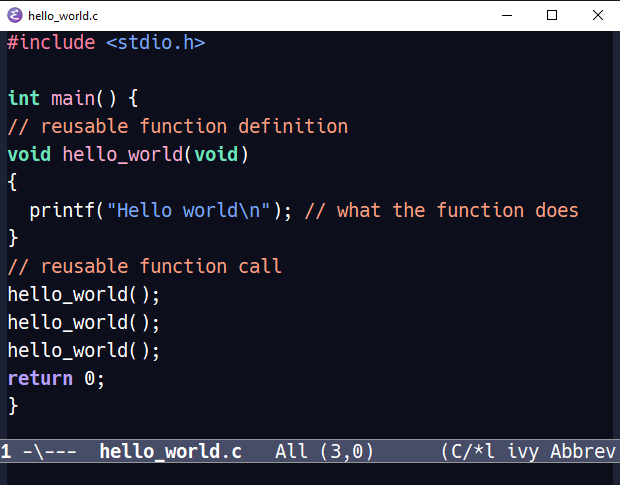 hello_world.c
#include <stdio.h>
int main() {
// reusable function definition
void hello_world(void)
{
  printf("Hello world\n"); // what the function does
}
// reusable function call
hello_world();
hello_world();
hello_world();
return 0;
}
1 -\--- hello_world.c All (3,0) (C/*l ivy Abbrev